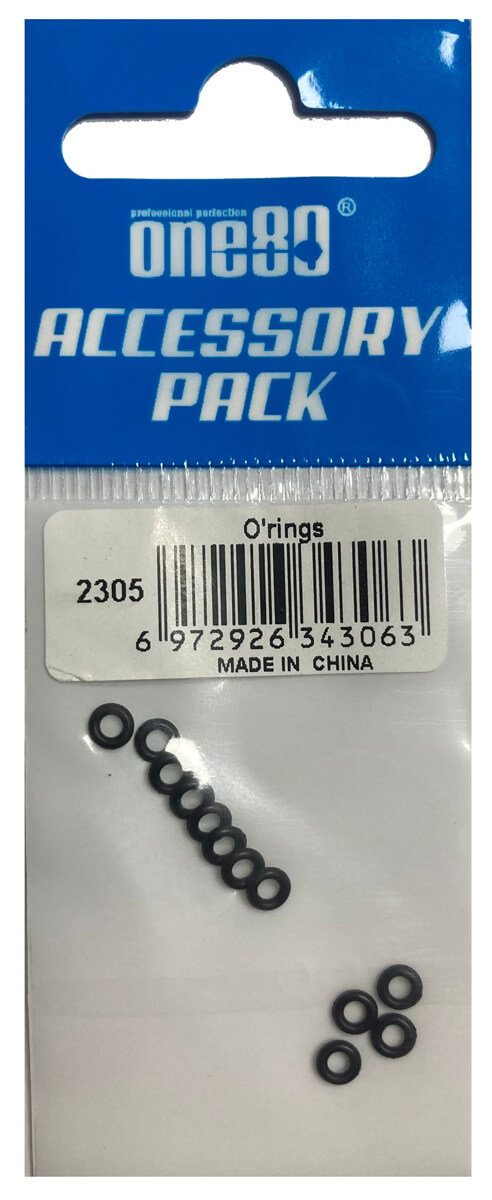 professional perfection
one80®
ACCESSORY
PACK
O'rings
2305
6 972926 343063
MADE IN CHINA